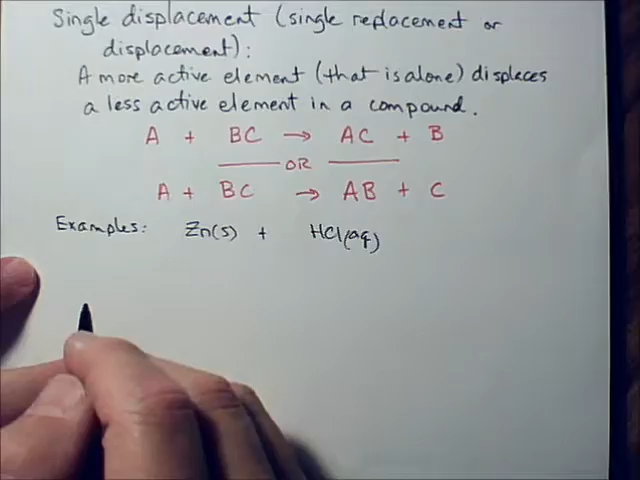 Single displacement (single replacement or
displacement):
A more active element (that is alone) displaces
a less active element in a compound.
A + BC → AC + B
OR
A + BC → AB + C
Examples: Zn(s) + HCl(aq)